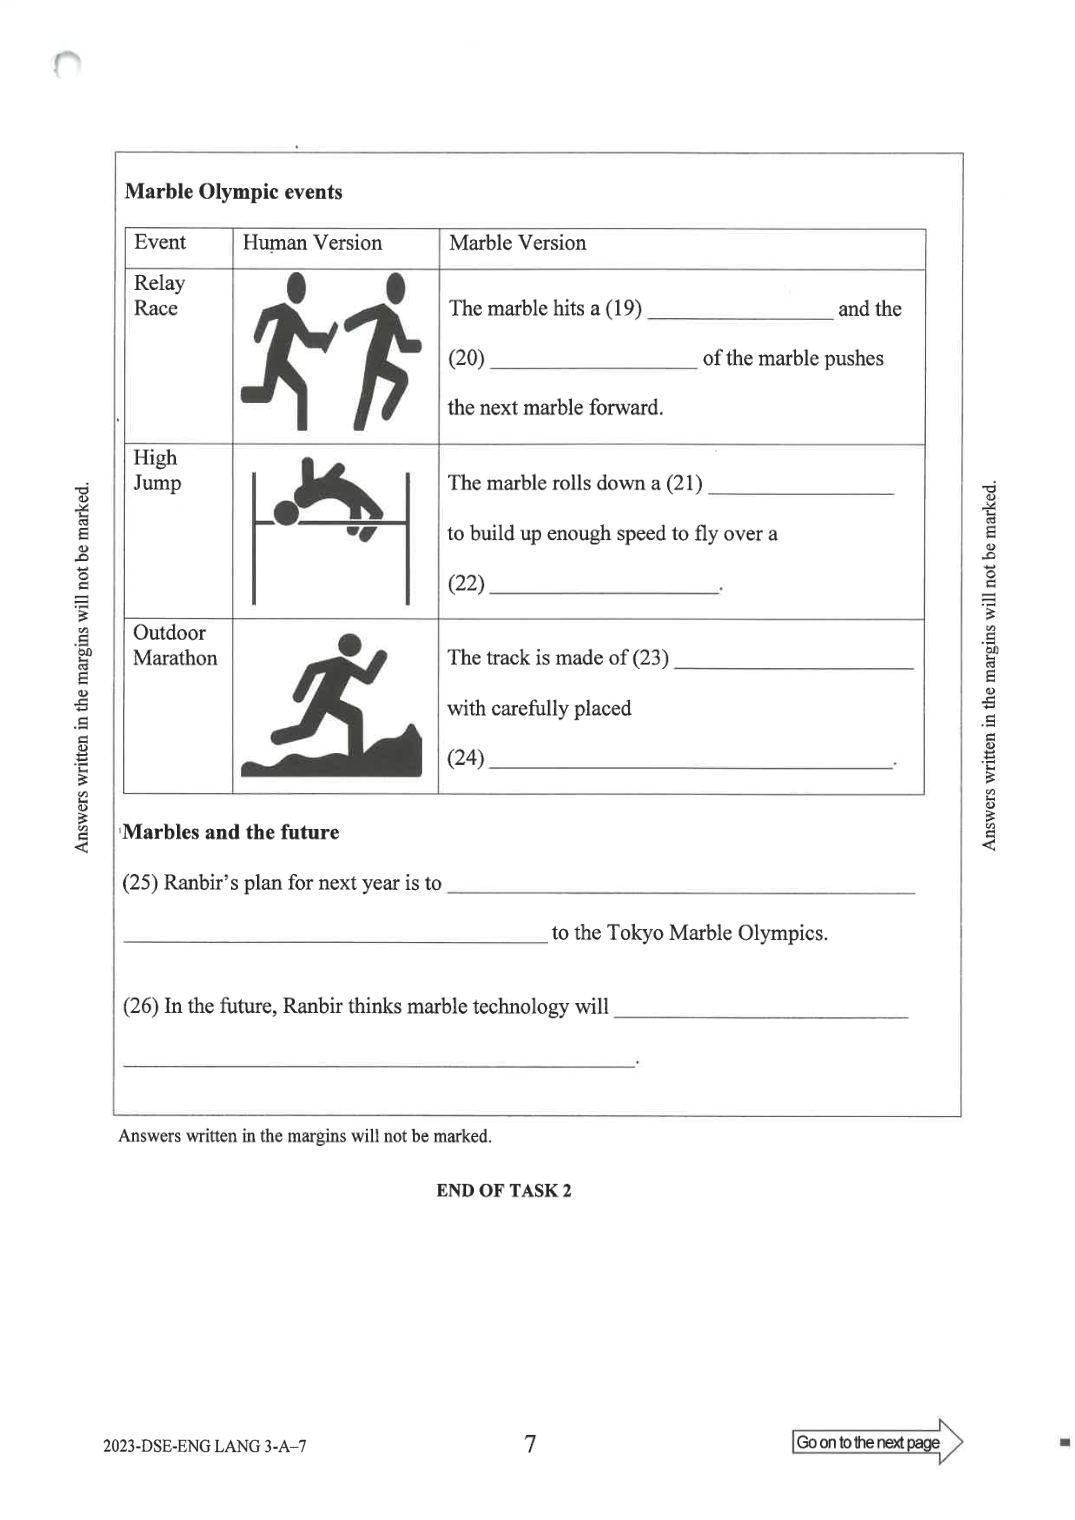 Marble Olympic events
Event Human Version Marble Version
Relay
Race
The marble hits a (19) ________________ and the
(20) __________________ of the marble pushes
the next marble forward.
High
Jump
The marble rolls down a (21) ________________
to build up enough speed to fly over a
(22) ____________________.
Outdoor
Marathon
The track is made of (23) _____________________
with carefully placed
(24) ___________________________________.
Marbles and the future
(25) Ranbir's plan for next year is to ________________________________________
_____________________________________ to the Tokyo Marble Olympics.
(26) In the future, Ranbir thinks marble technology will _________________________
____________________________________________.
Answers written in the margins will not be marked.
Answers written in the margins will not be marked.
Answers written in the margins will not be marked.
END OF TASK 2
2023-DSE-ENG LANG 3-A–7
7
Go on to the next page